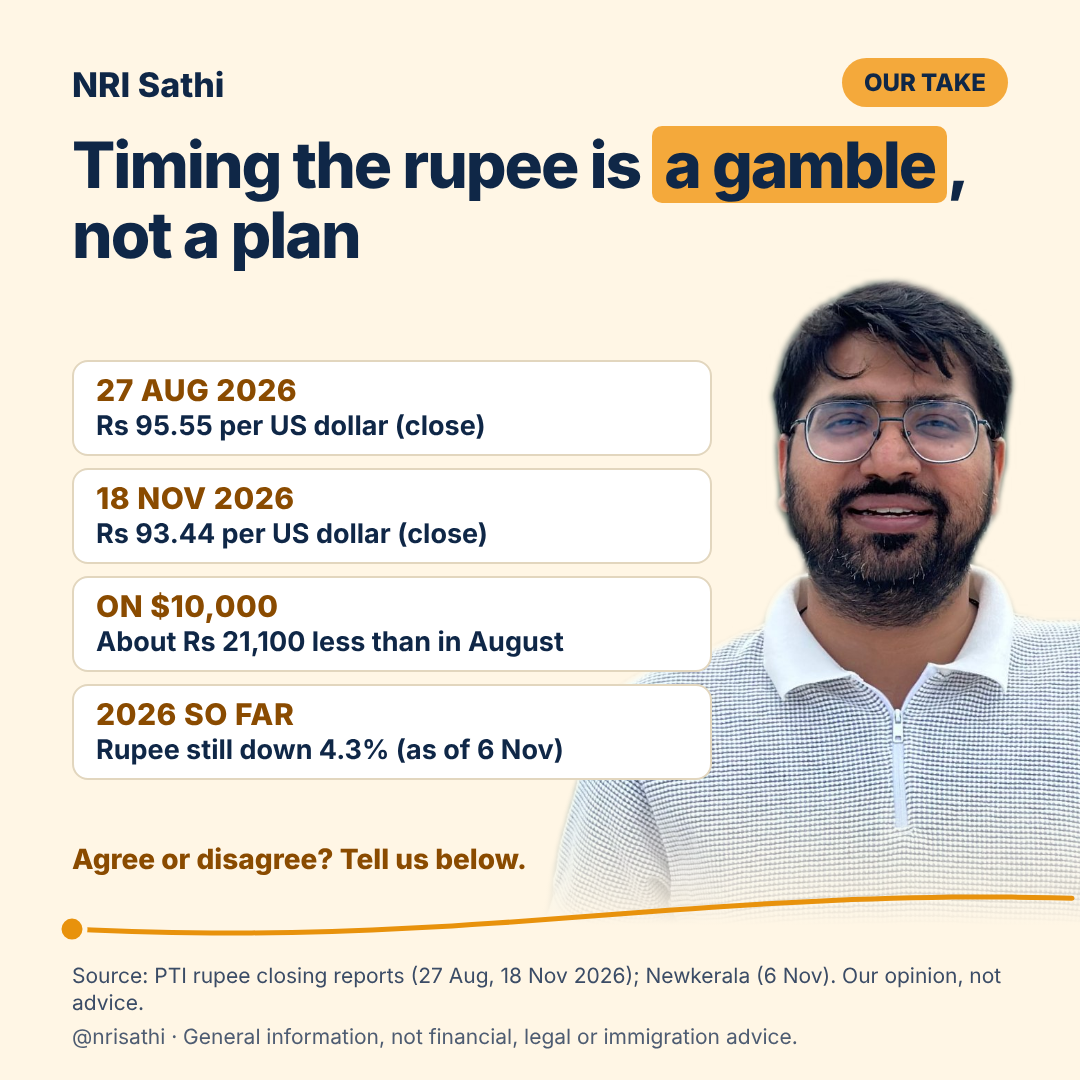 NRI Sathi
OUR TAKE
Timing the rupee is a gamble,
not a plan
27 AUG 2026
Rs 95.55 per US dollar (close)
18 NOV 2026
Rs 93.44 per US dollar (close)
ON $10,000
About Rs 21,100 less than in August
2026 SO FAR
Rupee still down 4.3% (as of 6 Nov)
Agree or disagree? Tell us below.
Source: PTI rupee closing reports (27 Aug, 18 Nov 2026); Newkerala (6 Nov). Our opinion, not
advice.
@nrisathi · General information, not financial, legal or immigration advice.